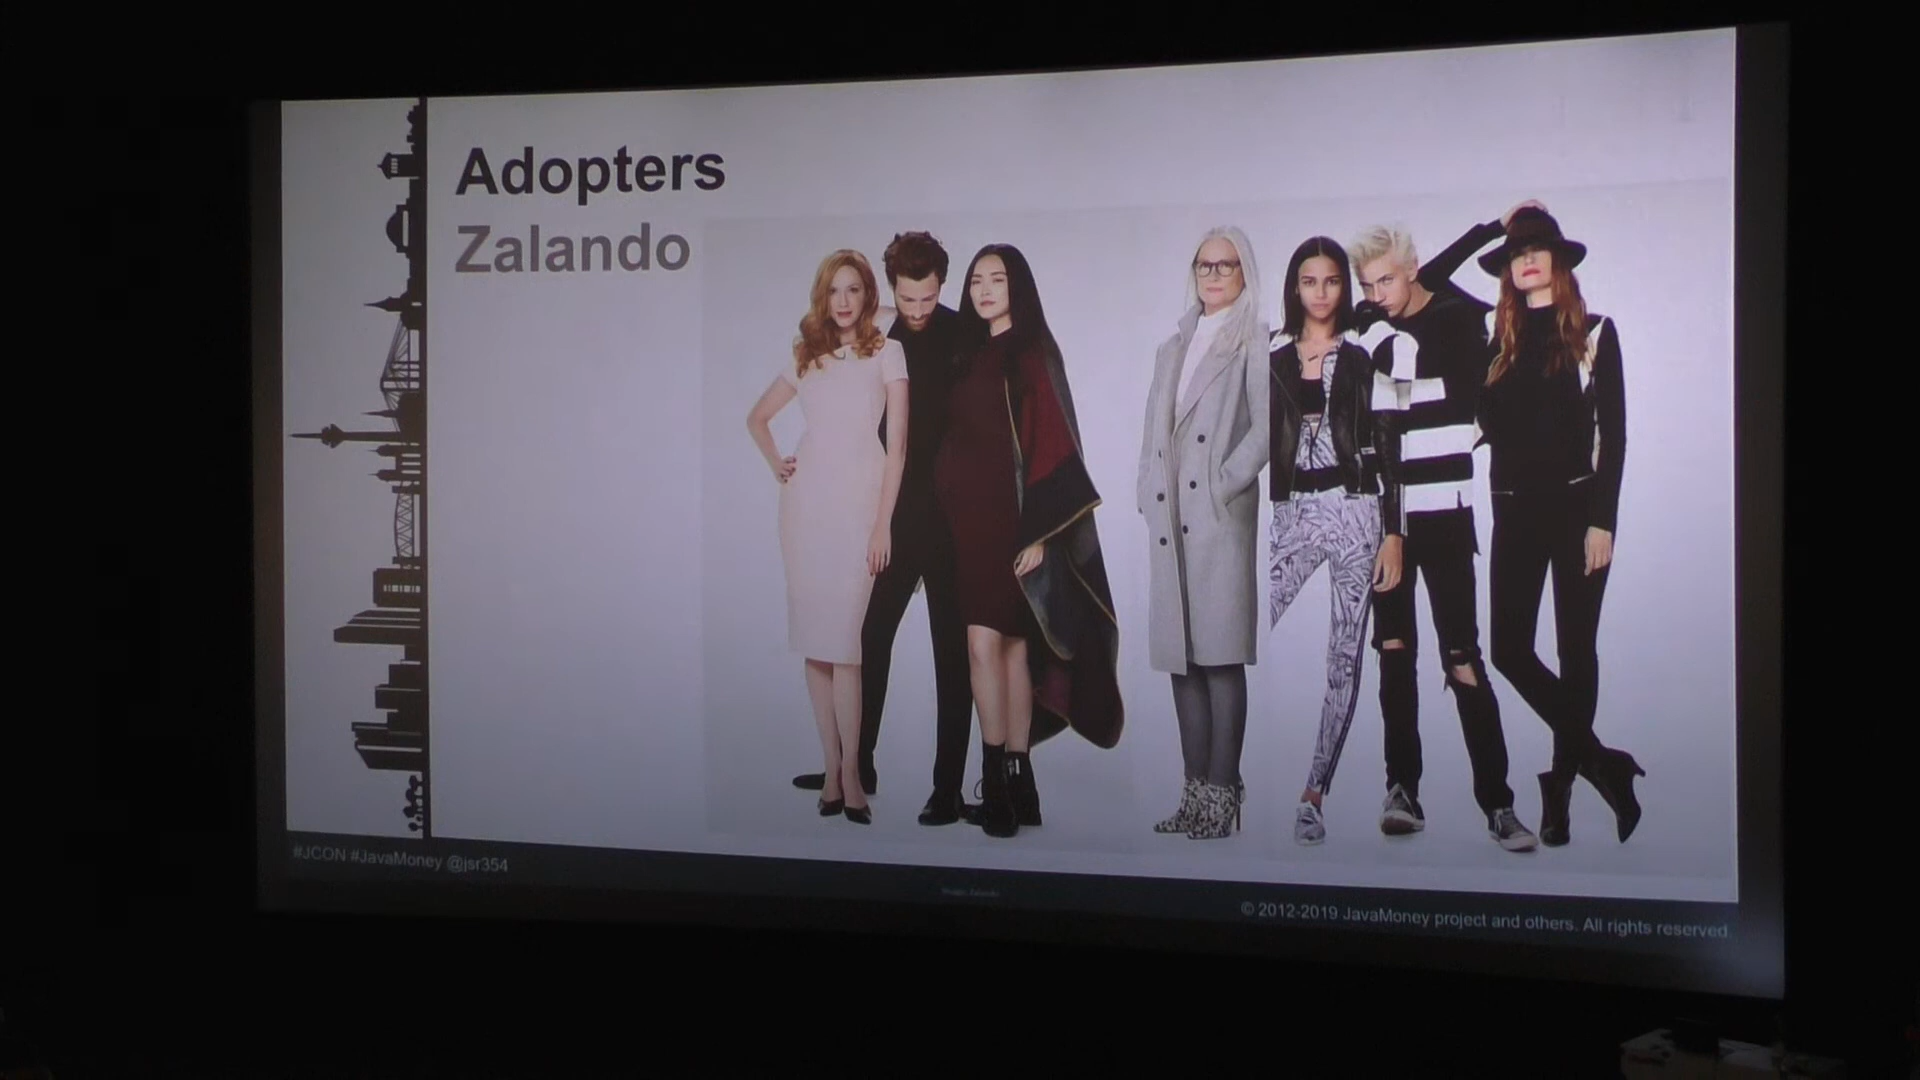 Adopters
Zalando
#JCON #JavaMoney @jsr354
© 2012-2019 JavaMoney project and others. All rights reserved.